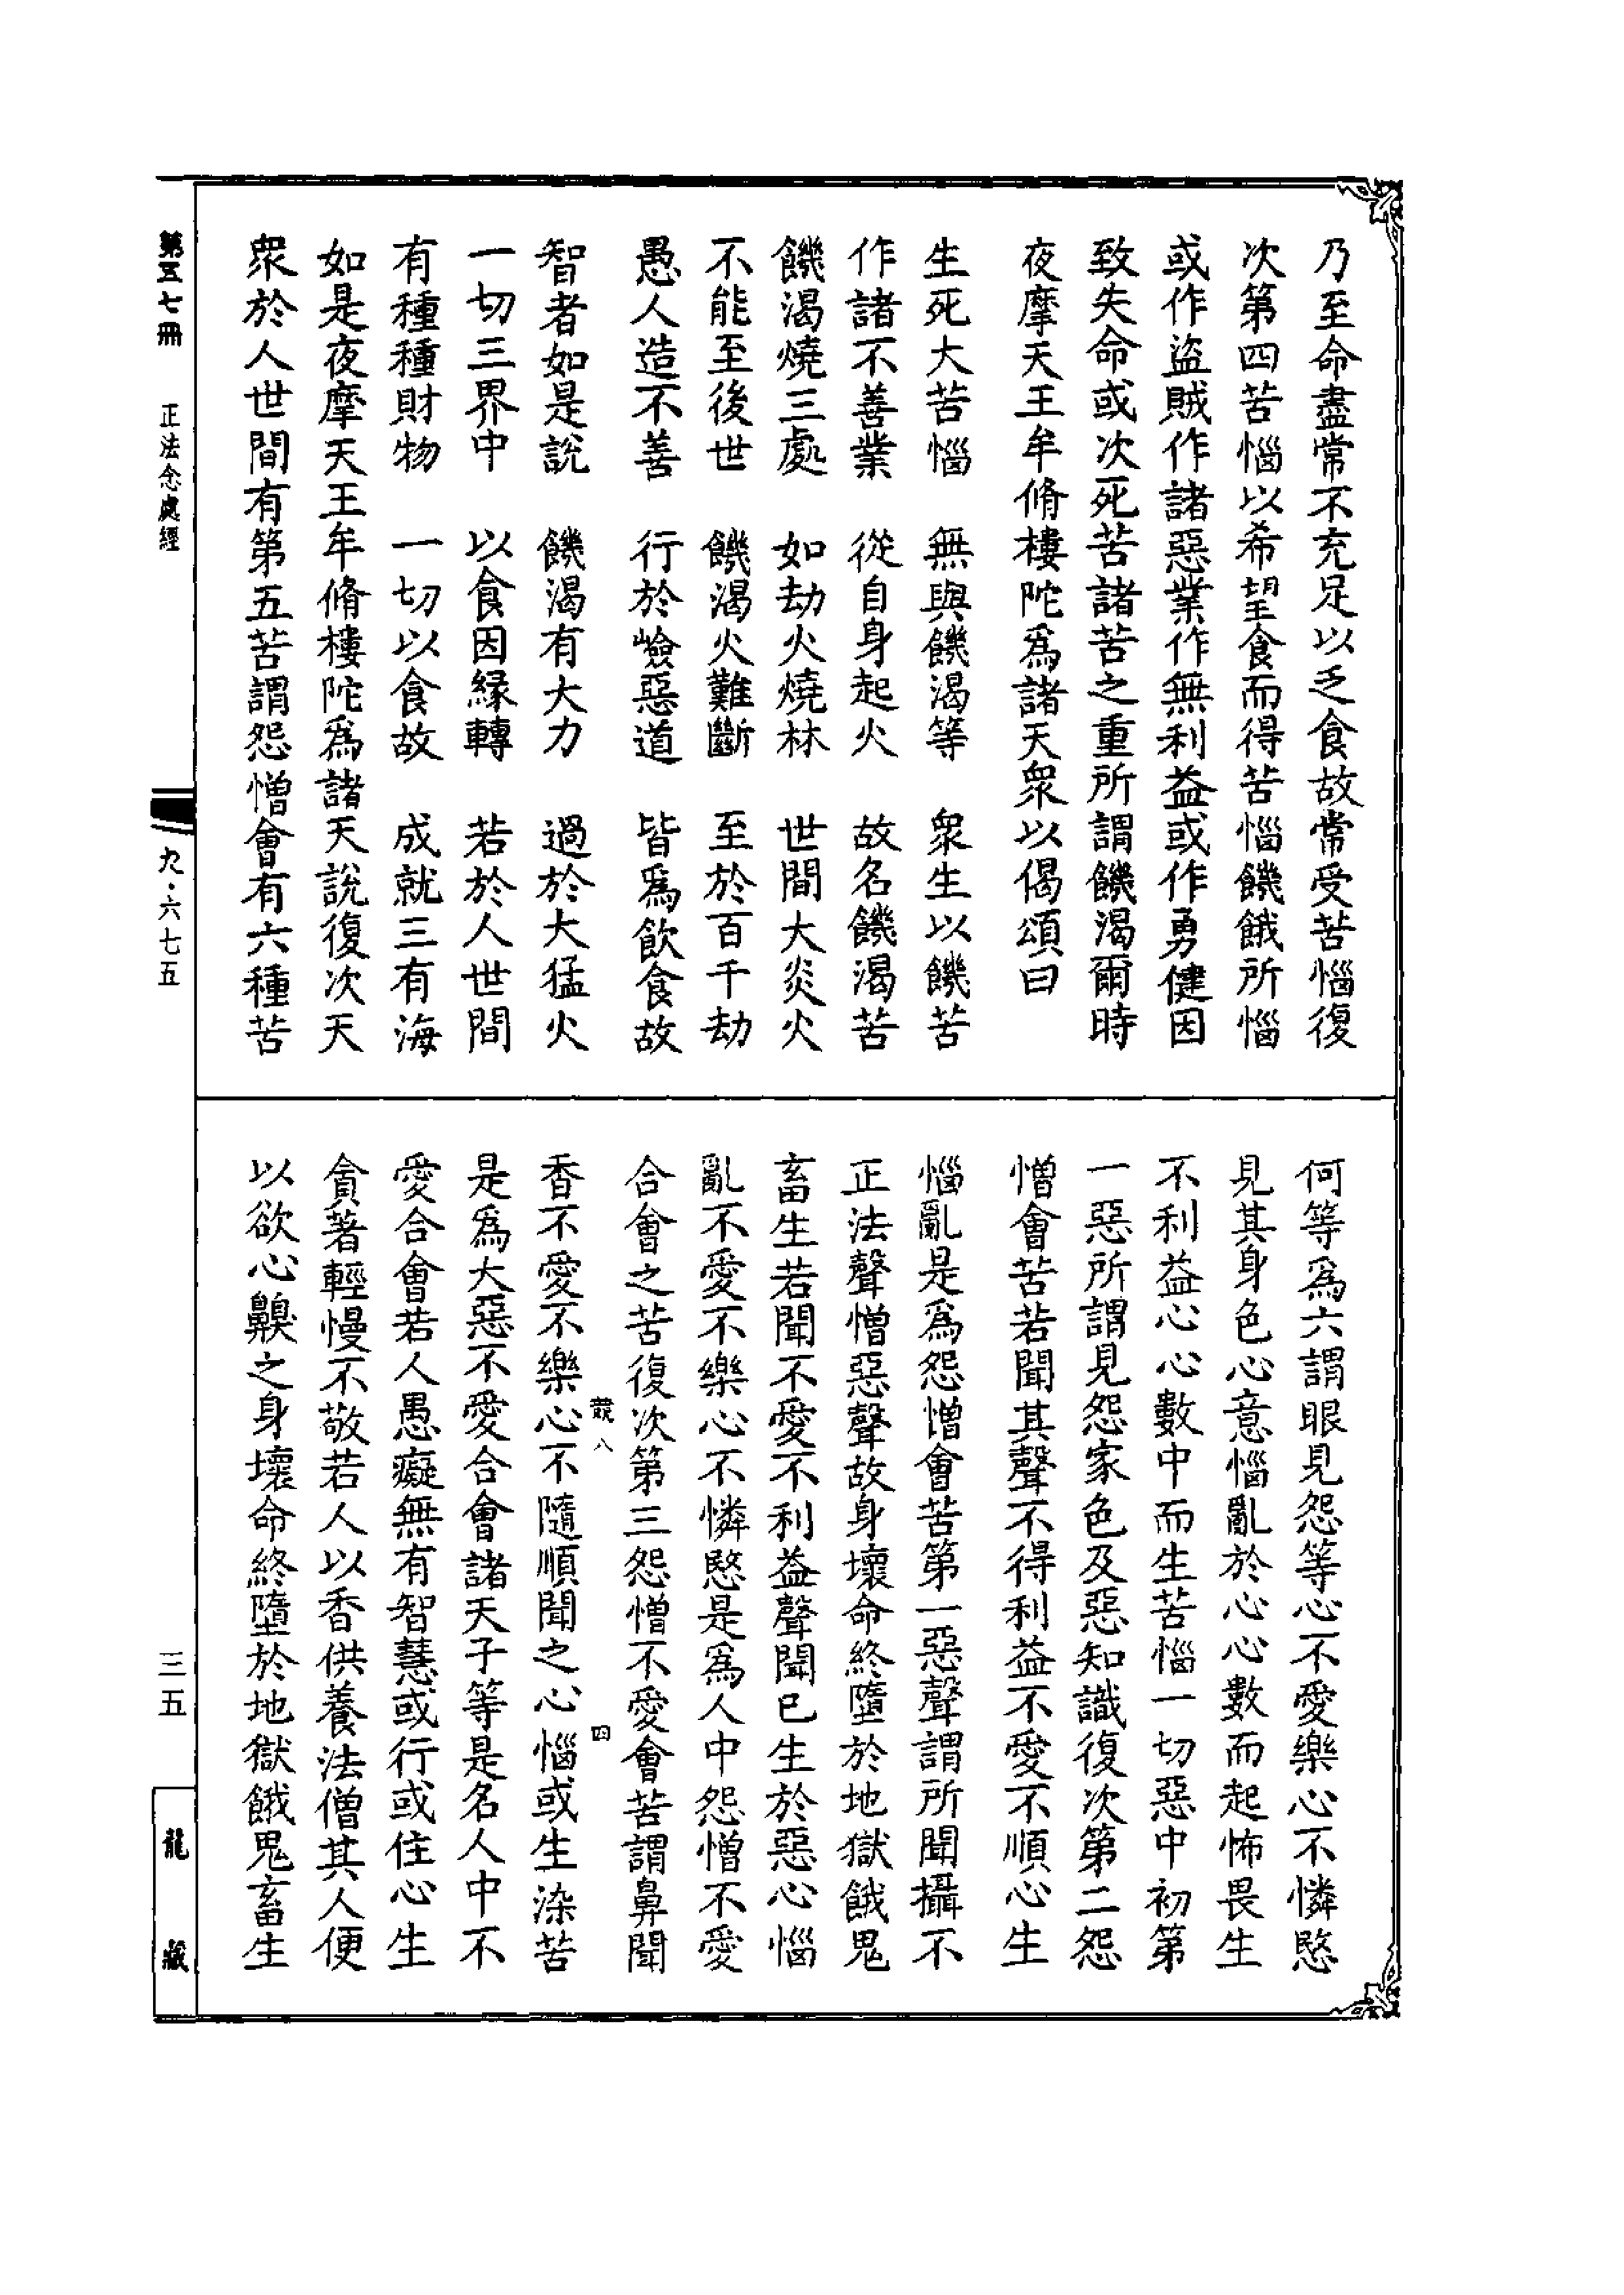 乃至命盡常不充足以乏食故常受苦惱復
次第四苦惱以希望食而得苦惱饑餓所惱
或作盜賊作諸惡業作無利益或作勇健因
致失命或次死苦諸苦之重所謂饑渴爾時
夜摩天王牟脩樓陀爲諸天衆以偈頌曰
生死大苦惱　無與饑渴等　衆生以饑苦
作諸不善業　從自身起火　故名饑渴苦
饑渴燒三處　如劫火燒林　世間大炎火
不能至後世　饑渴火難斷　至於百千劫
愚人造不善　行於嶮惡道　皆爲飲食故
智者如是說　饑渴有大力　過於大猛火
一切三界中　以食因緣轉　若於人世間
有種種財物　一切以食故　成就三有海
如是夜摩天王牟脩樓陀爲諸天說復次天
衆於人世間有第五苦謂怨憎會有六種苦
何等爲六謂眼見怨等心不愛樂心不憐愍
見其身色心意惱亂於心心數而起怖畏生
不利益心心數中而生苦惱一切惡中初第
一惡所謂見怨家色及惡知識復次第二怨
憎會苦若聞其聲不得利益不愛不順心生
惱亂是爲怨憎會苦第一惡聲謂所聞攝不
正法聲憎惡聲故身壞命終墮於地獄餓鬼
畜生若聞不愛不利益聲聞已生於惡心惱
亂不愛不樂心不憐愍是爲人中怨憎不愛
合會之苦復次第三怨憎不愛會苦謂鼻聞
競八　四
香不愛不樂心不隨順聞之心惱或生染苦
是爲大惡不愛合會諸天子等是名人中不
愛合會若人愚癡無有智慧或行或住心生
貪著輕慢不敬若人以香供養法僧其人便
以欲心齅之身壞命終墮於地獄餓鬼畜生
第五七冊　正法念處經
九·六七五
三五
龍藏